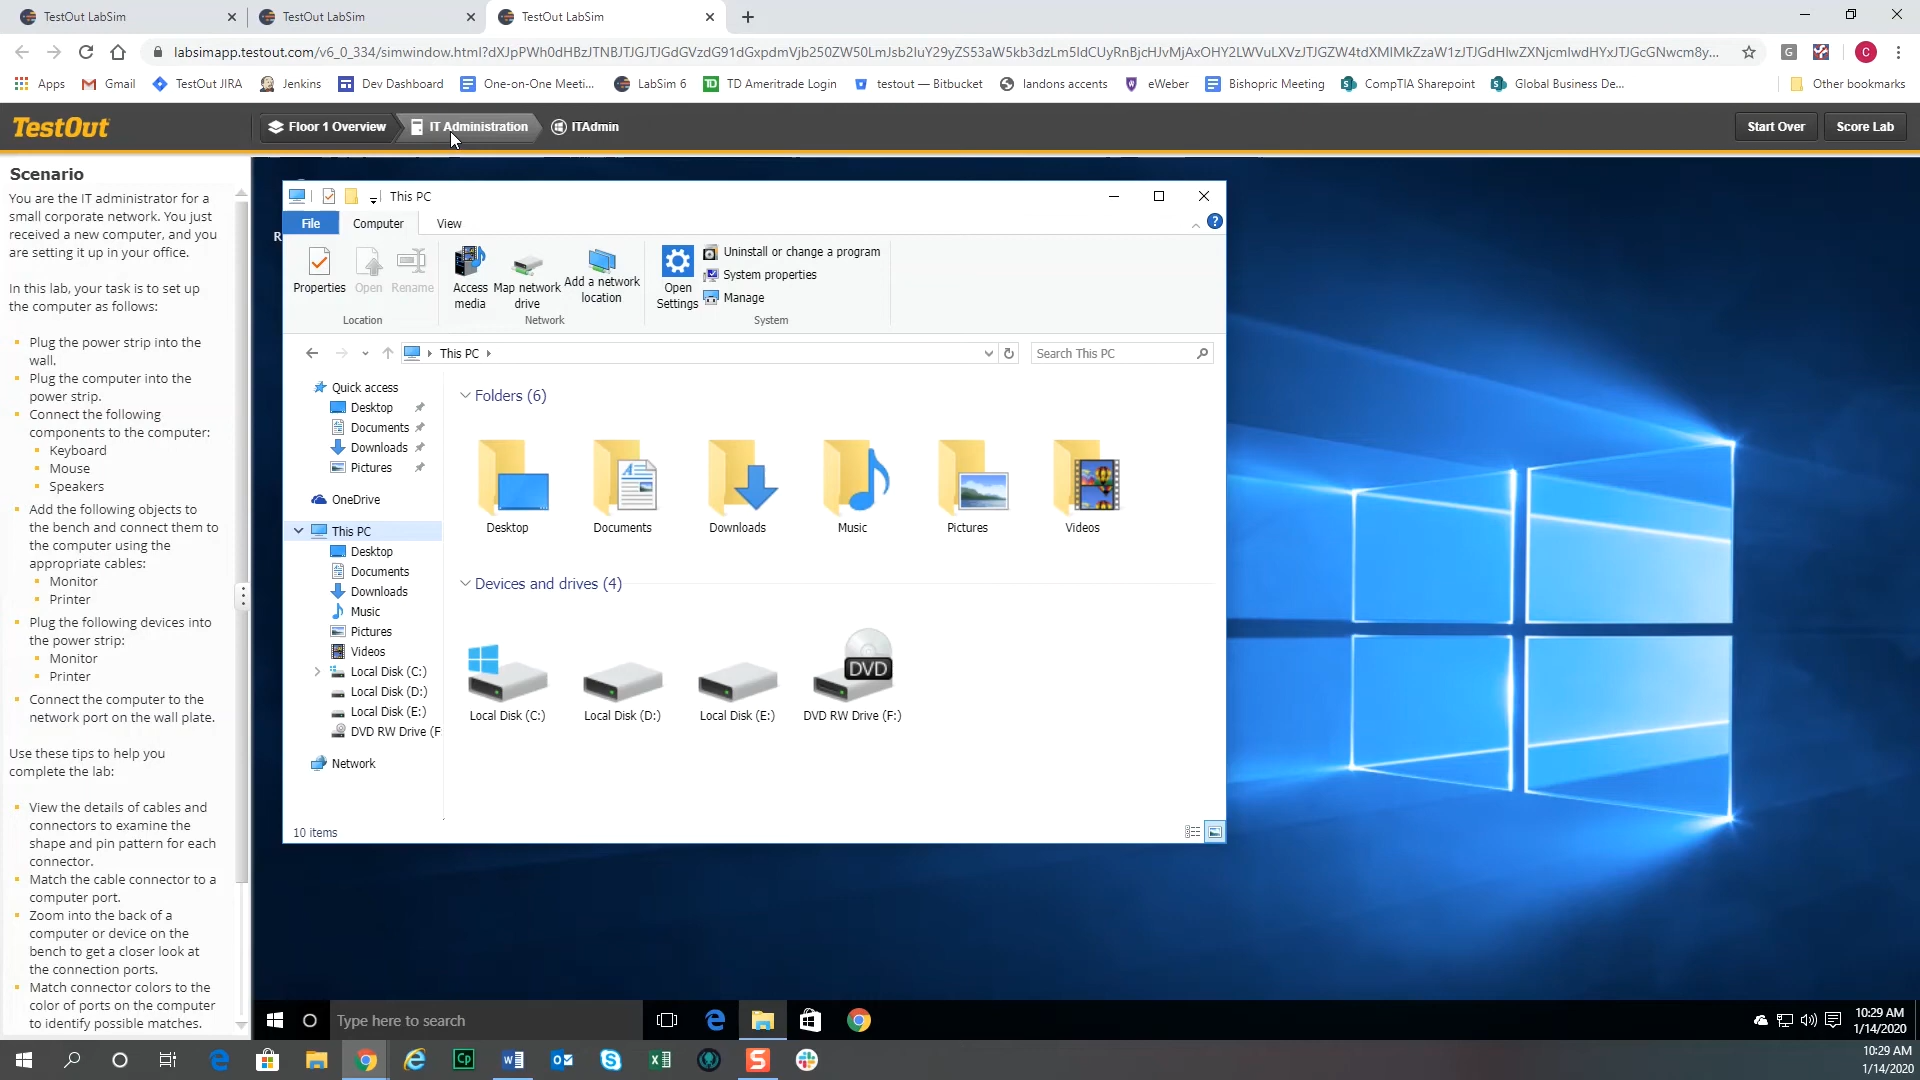 TestOut LabSim
TestOut LabSim
TestOut LabSim
labsimapp.testout.com/v6_0_334/simwindow.html?
Apps
Gmail
TestOut JIRA
Jenkins
Dev Dashboard
One-on-One Meeti...
LabSim 6
TD Ameritrade Login
testout — Bitbucket
landons accents
eWeber
Bishopric Meeting
CompTIA Sharepoint
Global Business De...
Other bookmarks
TestOut
Floor 1 Overview
IT Administration
ITAdmin
Start Over
Score Lab
Scenario
You are the IT administrator for a
small corporate network. You just
received a new computer, and you
are setting it up in your office.
In this lab, your task is to set up
the computer as follows:
Plug the power strip into the
wall.
Plug the computer into the
power strip.
Connect the following
components to the computer:
Keyboard
Mouse
Speakers
Add the following objects to
the bench and connect them to
the computer using the
appropriate cables:
Monitor
Printer
Plug the following devices into
the power strip:
Monitor
Printer
Connect the computer to the
network port on the wall plate.
Use these tips to help you
complete the lab:
View the details of cables and
connectors to examine the
shape and pin pattern for each
connector.
Match the cable connector to a
computer port.
Zoom into the back of a
computer or device on the
bench to get a closer look at
the connection ports.
Match connector colors to the
color of ports on the computer
to identify possible matches.
This PC
File
Computer
View
Properties
Open
Rename
Location
Access
media
Map network
drive
Add a network
location
Network
Open
Settings
Uninstall or change a program
System properties
Manage
System
This PC
Search This PC
Quick access
Desktop
Documents
Downloads
Pictures
OneDrive
This PC
Desktop
Documents
Downloads
Music
Pictures
Videos
Local Disk (C:)
Local Disk (D:)
Local Disk (E:)
DVD RW Drive (F
Network
Folders (6)
Desktop
Documents
Downloads
Music
Pictures
Videos
Devices and drives (4)
Local Disk (C:)
Local Disk (D:)
Local Disk (E:)
DVD
DVD RW Drive (F:)
10 items
Type here to search
10:29 AM
1/14/2020
10:29 AM
1/14/2020